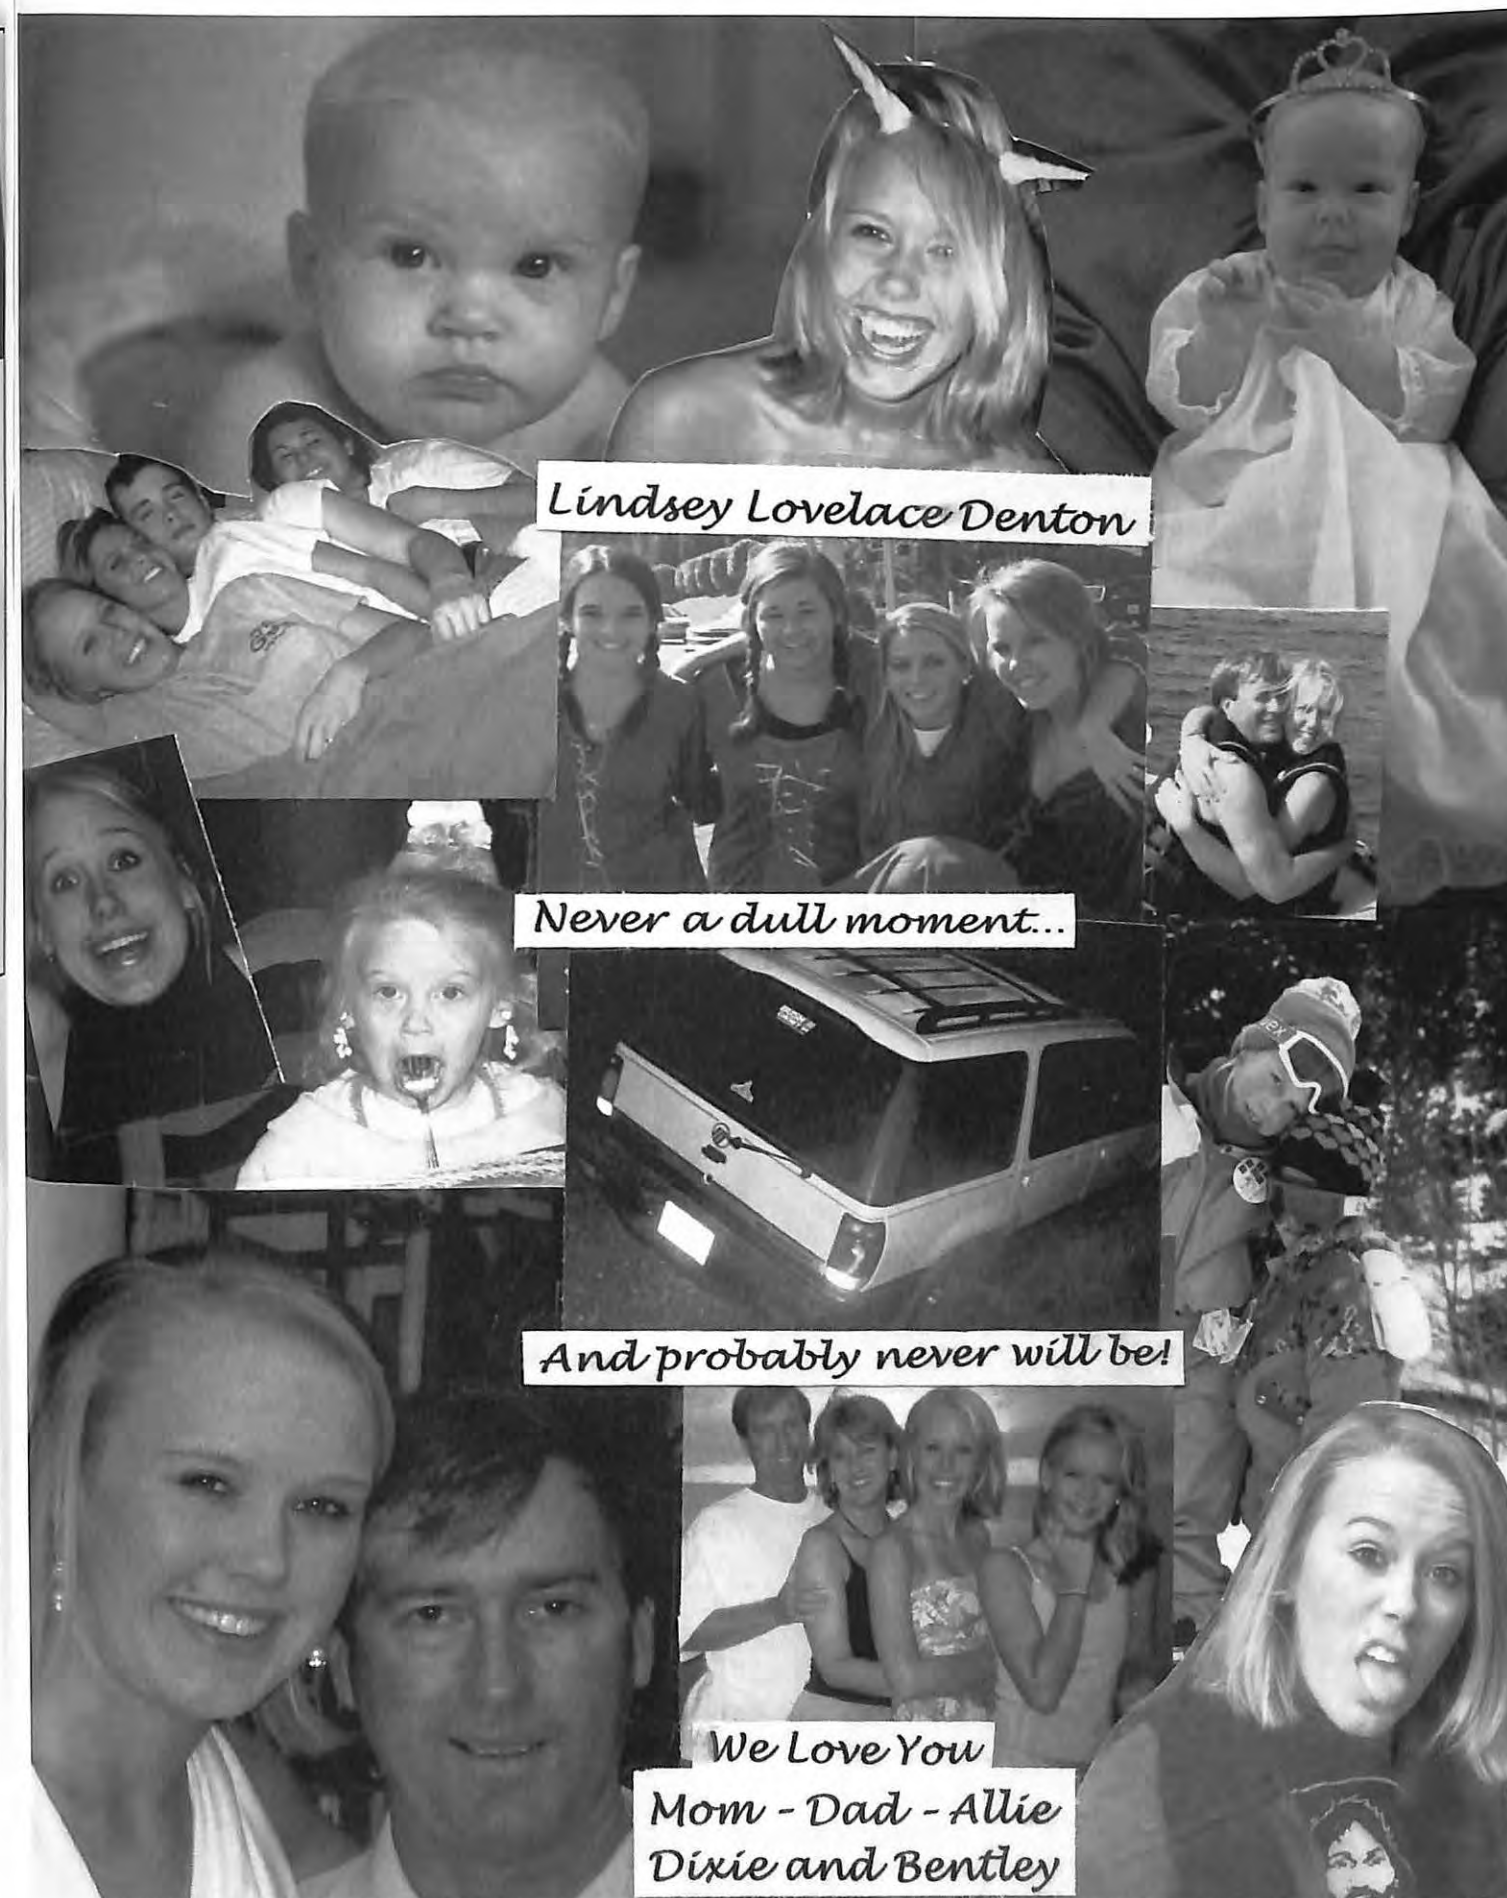 Lindsey Lovelace Denton
Never a dull moment...
And probably never will be!
We Love You
Mom - Dad - Allie
Dixie and Bentley